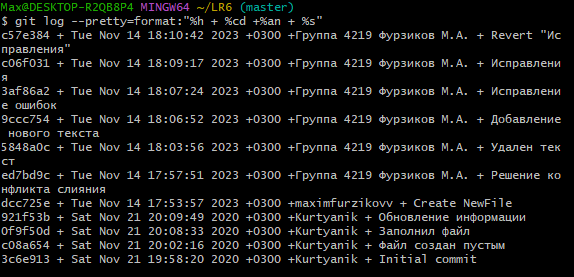 Max@DESKTOP-R2QB8P4 MINGW64 ~/LR6 (master)
$ git log --pretty=format:"%h + %cd +%an + %s"
c57e384 + Tue Nov 14 18:10:42 2023 +0300 +Группа 4219 Фурзиков М.А. + Revert "Ис
правления"
c06f031 + Tue Nov 14 18:09:17 2023 +0300 +Группа 4219 Фурзиков М.А. + Исправлени
я
3af86a2 + Tue Nov 14 18:07:24 2023 +0300 +Группа 4219 Фурзиков М.А. + Исправлени
е ошибок
9ccc754 + Tue Nov 14 18:06:52 2023 +0300 +Группа 4219 Фурзиков М.А. + Добавление
 нового текста
5848a0c + Tue Nov 14 18:03:56 2023 +0300 +Группа 4219 Фурзиков М.А. + Удален тек
ст
ed7bd9c + Tue Nov 14 17:57:51 2023 +0300 +Группа 4219 Фурзиков М.А. + Решение ко
нфликта слияния
dcc725e + Tue Nov 14 17:53:57 2023 +0300 +maximfurzikovv + Create NewFile
921f53b + Sat Nov 21 20:09:49 2020 +0300 +Kurtyanik + Обновление информации
0f9f50d + Sat Nov 21 20:08:33 2020 +0300 +Kurtyanik + Заполнил файл
c08a654 + Sat Nov 21 20:02:16 2020 +0300 +Kurtyanik + Файл создан пустым
3c6e913 + Sat Nov 21 19:58:20 2020 +0300 +Kurtyanik + Initial commit